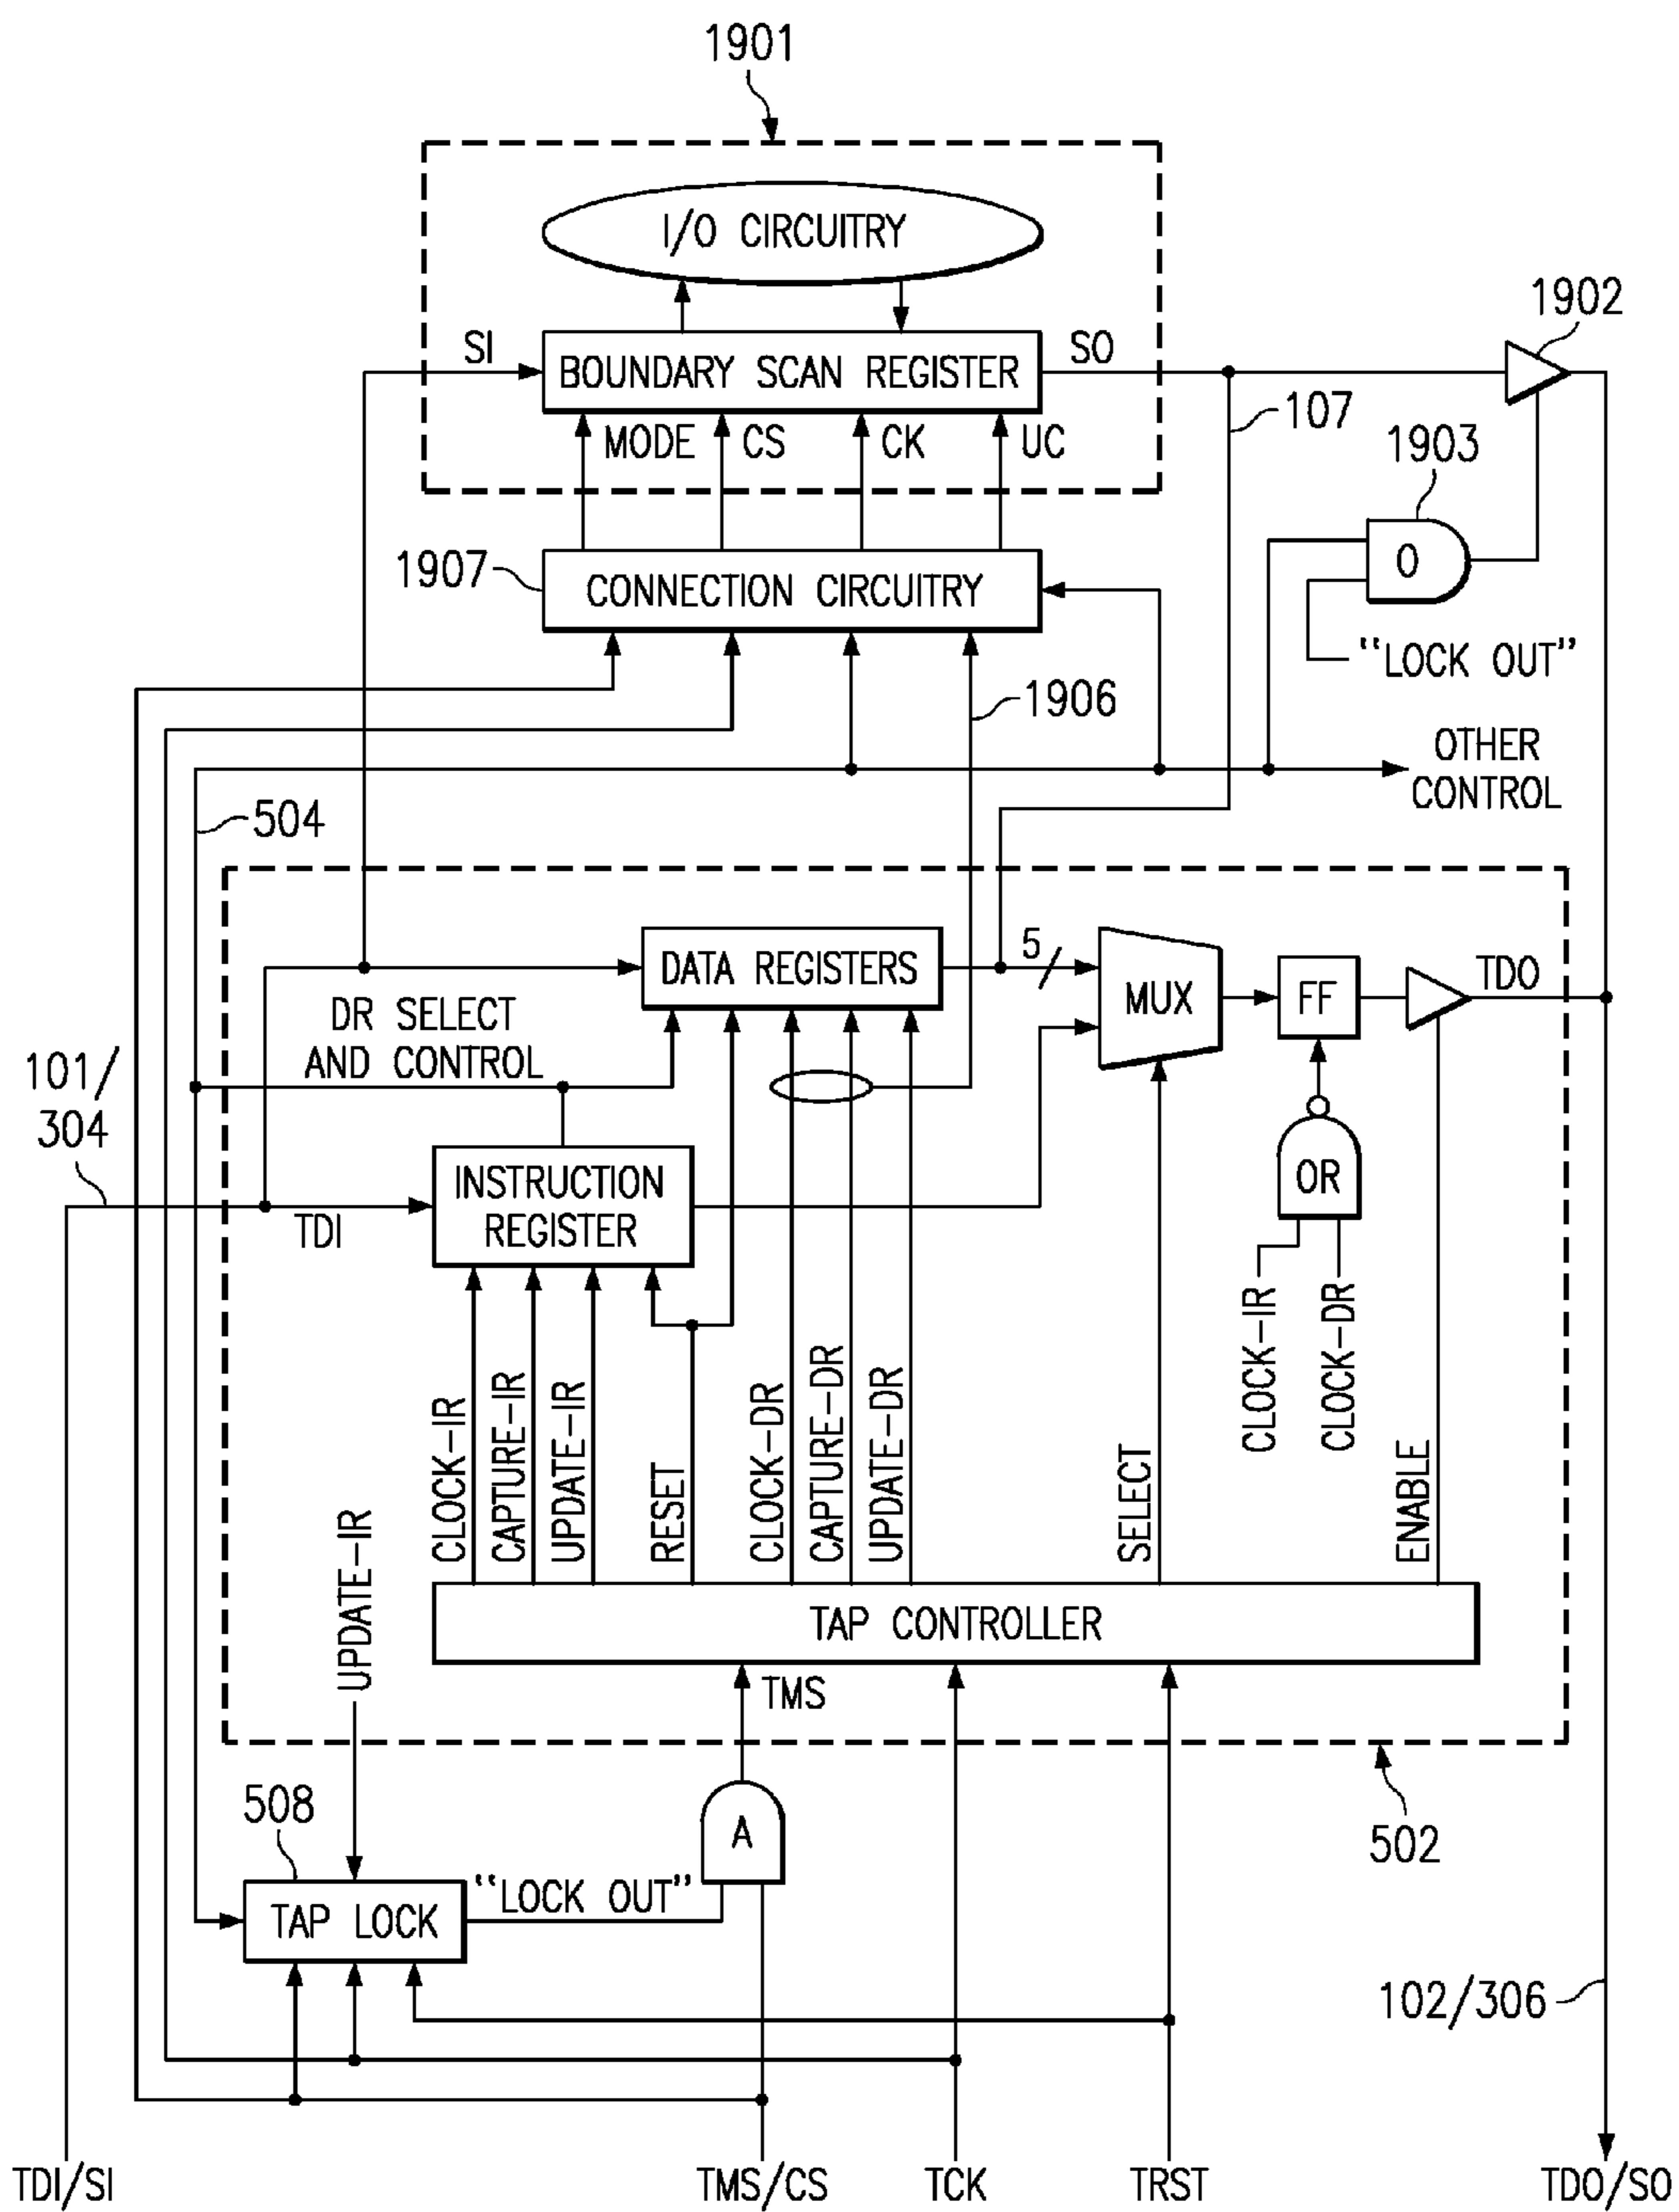 1901
I/O CIRCUITRY
1902
SI
BOUNDARY SCAN REGISTER
SO
107
MODE
CS
CK
UC
1903
1907
CONNECTION CIRCUITRY
O
"LOCK OUT"
1906
OTHER
CONTROL
504
DATA REGISTERS
5
MUX
FF
TDO
DR SELECT
AND CONTROL
101/
304
INSTRUCTION
REGISTER
TDI
OR
CLOCK-IR
CLOCK-DR
CLOCK-IR
CAPTURE-IR
UPDATE-IR
RESET
CLOCK-DR
CAPTURE-DR
UPDATE-DR
SELECT
ENABLE
UPDATE-IR
TAP CONTROLLER
TMS
508
A
502
"LOCK OUT"
TAP LOCK
102/306
TDI/SI
TMS/CS
TCK
TRST
TDO/SO